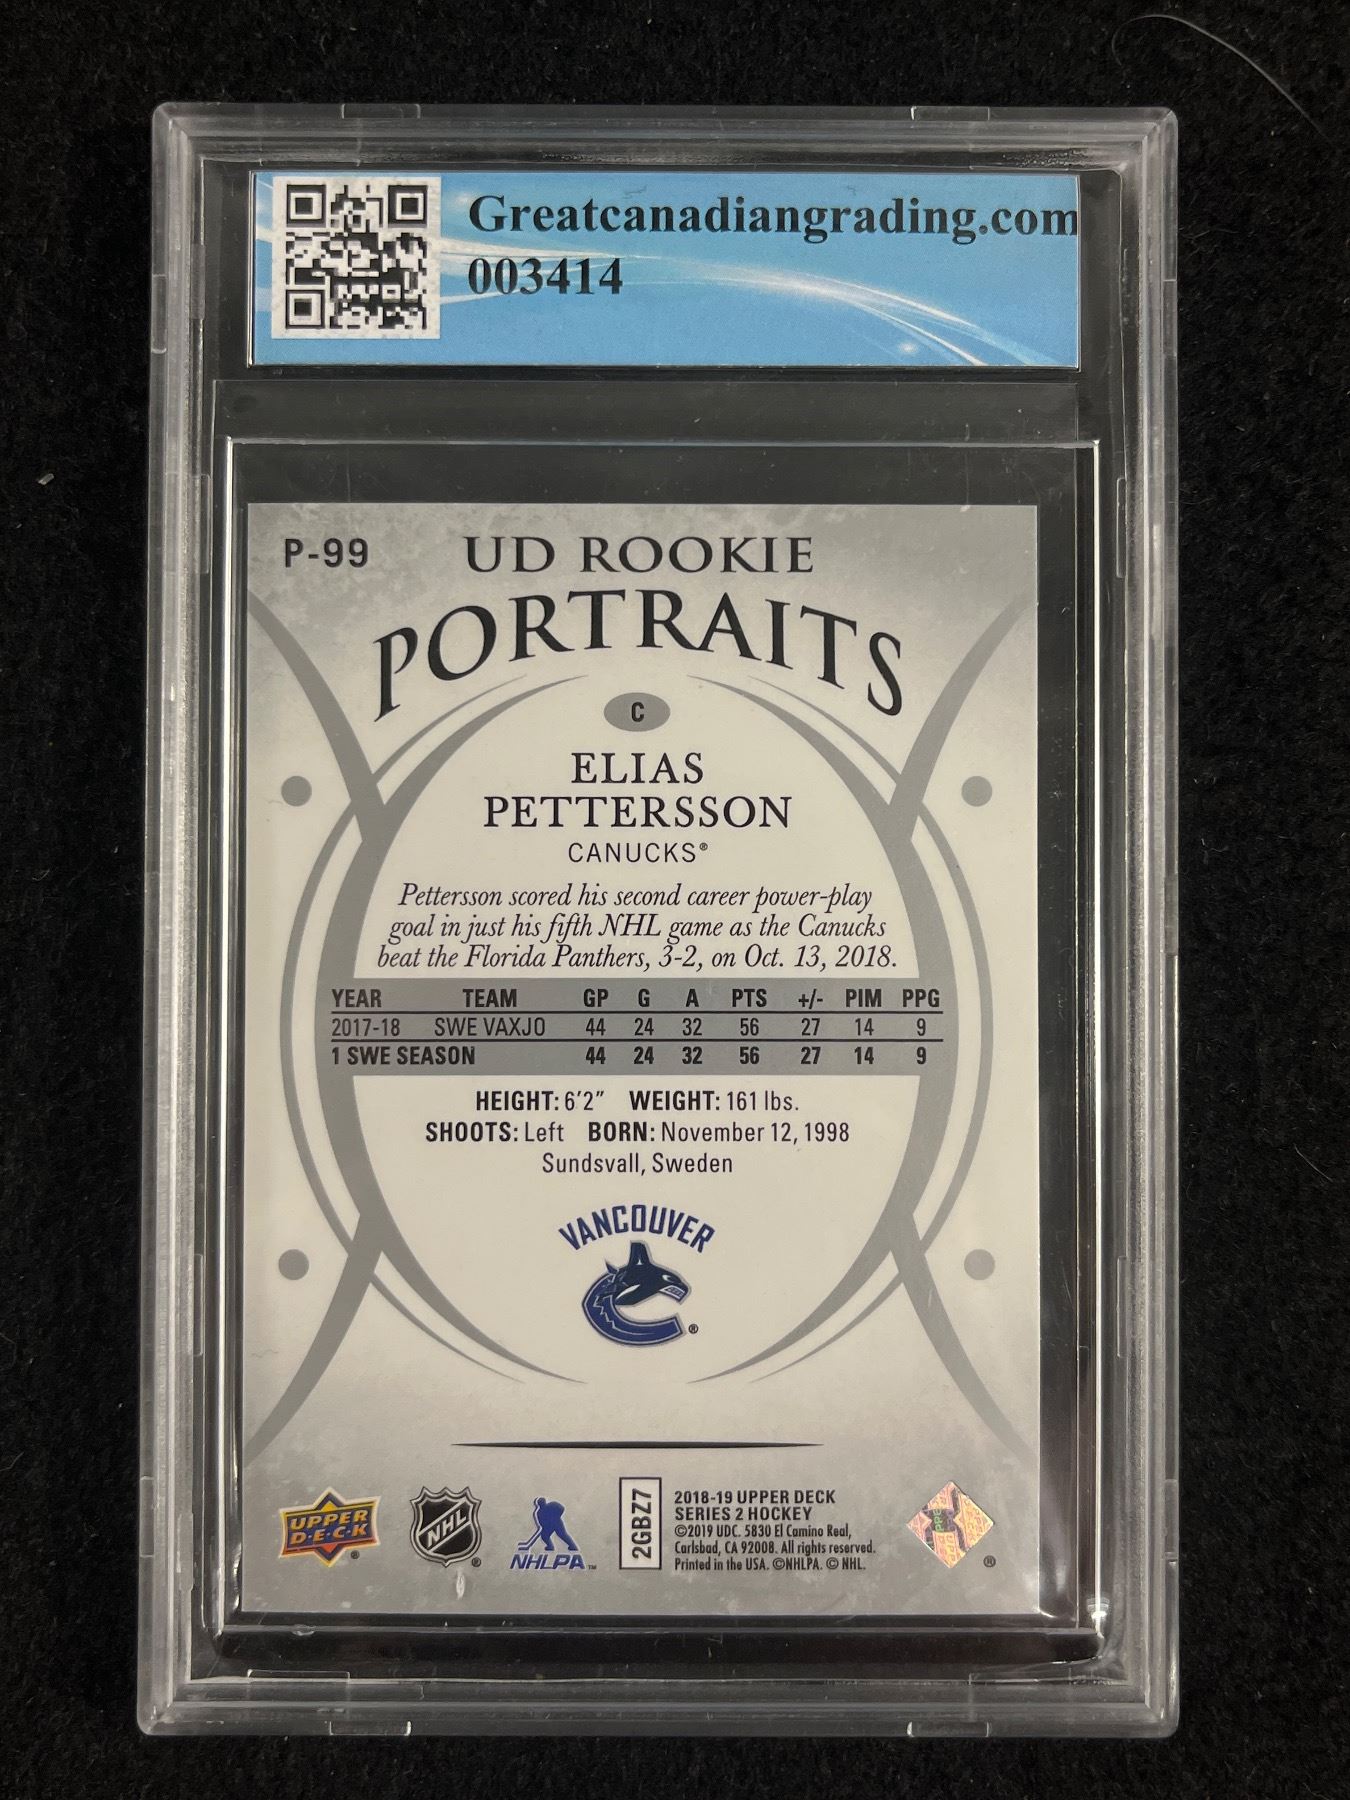 Greatcanadiangrading.com
003414
P-99
UD ROOKIE
PORTRAITS
C
ELIAS
PETTERSSON
CANUCKS®
Pettersson scored his second career power-play
goal in just his fifth NHL game as the Canucks
beat the Florida Panthers, 3-2, on Oct. 13, 2018.
YEAR TEAM GP G A PTS +/- PIM PPG
2017-18 SWE VAXJO 44 24 32 56 27 14 9
1 SWE SEASON 44 24 32 56 27 14 9
HEIGHT: 6'2" WEIGHT: 161 lbs.
SHOOTS: Left BORN: November 12, 1998
Sundsvall, Sweden
VANCOUVER
®
UPPER
D·E·C·K
®
NHL
®
NHLPA™
2GBZ7
2018-19 UPPER DECK
SERIES 2 HOCKEY
©2019 UDC. 5830 El Camino Real,
Carlsbad, CA 92008. All rights reserved.
Printed in the USA. ©NHLPA. © NHL.
®